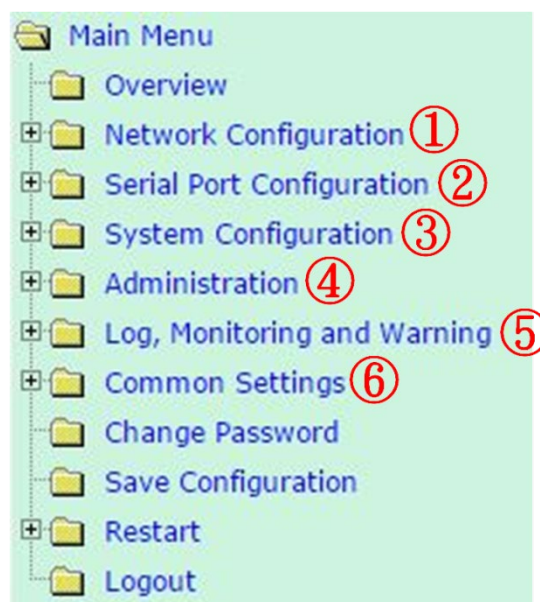 Main Menu
Overview
Network Configuration ①
Serial Port Configuration ②
System Configuration ③
Administration ④
Log, Monitoring and Warning ⑤
Common Settings ⑥
Change Password
Save Configuration
Restart
Logout